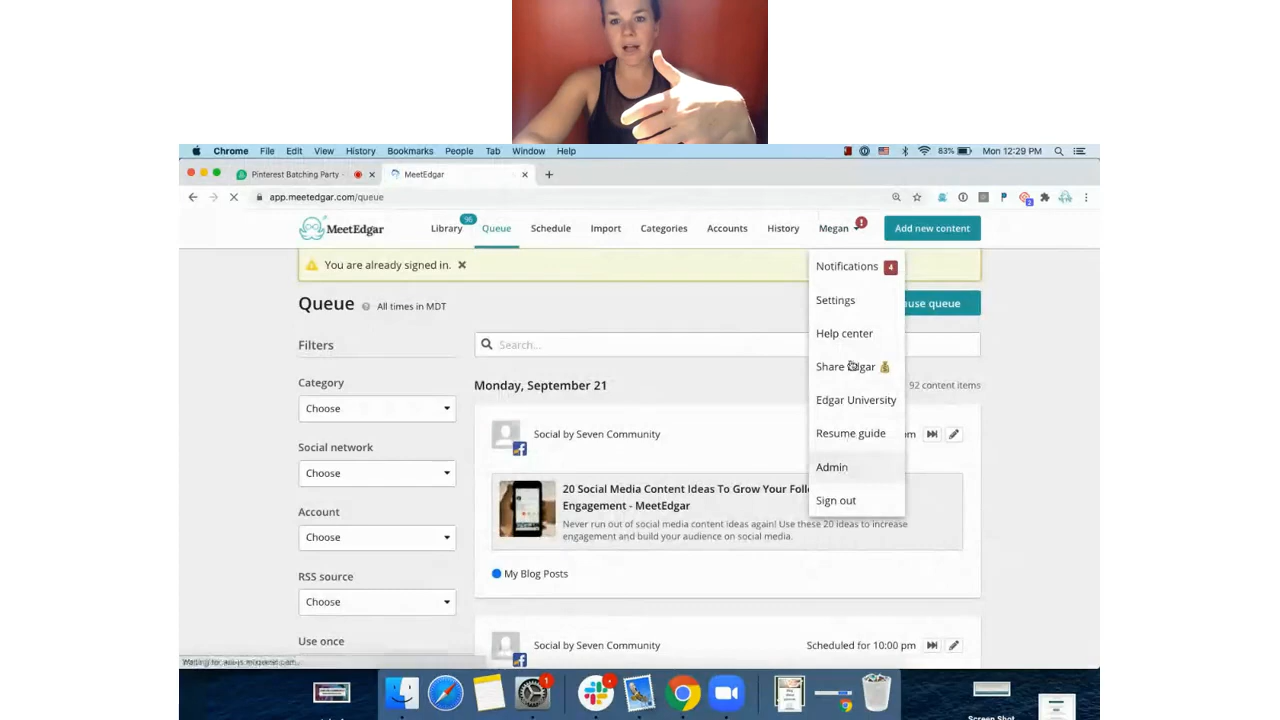 Chrome File Edit View History Bookmarks People Tab Window Help 83% Mon 12:29 PM
Pinterest Batching Party - MeetEdgar
app.meetedgar.com/queue
MeetEdgar Library 96 Queue Schedule Import Categories Accounts History Megan Add new content
You are already signed in.
Notifications 4
Settings
Help center
Share Edgar
Edgar University
Resume guide
Admin
Sign out
Queue All times in MDT
use queue
Filters
Search...
Category
Choose
Social network
Choose
Account
Choose
RSS source
Choose
Use once
Monday, September 21 92 content items
Social by Seven Community pm
20 Social Media Content Ideas To Grow Your Follo
Engagement - MeetEdgar
Never run out of social media content ideas again! Use these 20 ideas to increase
engagement and build your audience on social media.
My Blog Posts
Social by Seven Community Scheduled for 10:00 pm
1
Screen Shot